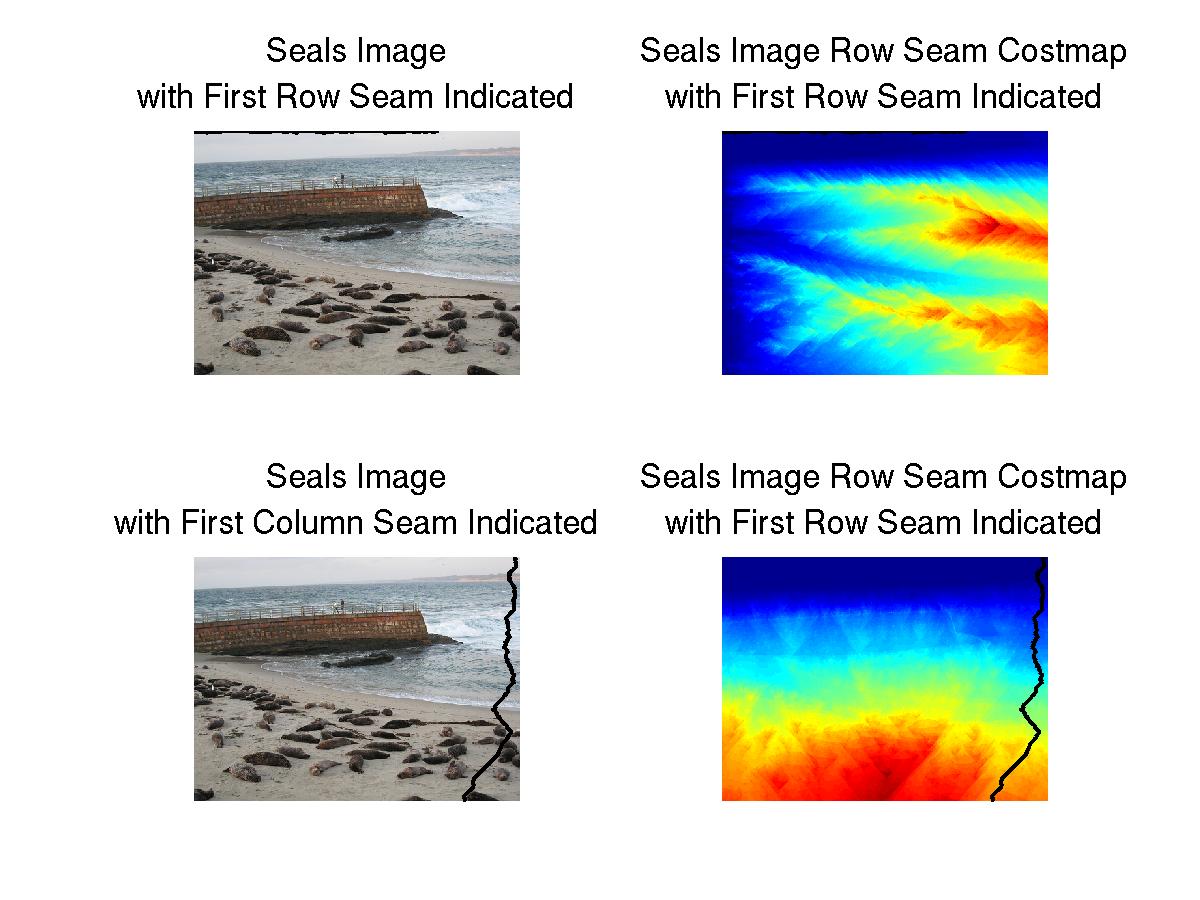 Seals Image
with First Row Seam Indicated
Seals Image Row Seam Costmap
with First Row Seam Indicated
Seals Image
with First Column Seam Indicated
Seals Image Row Seam Costmap
with First Row Seam Indicated